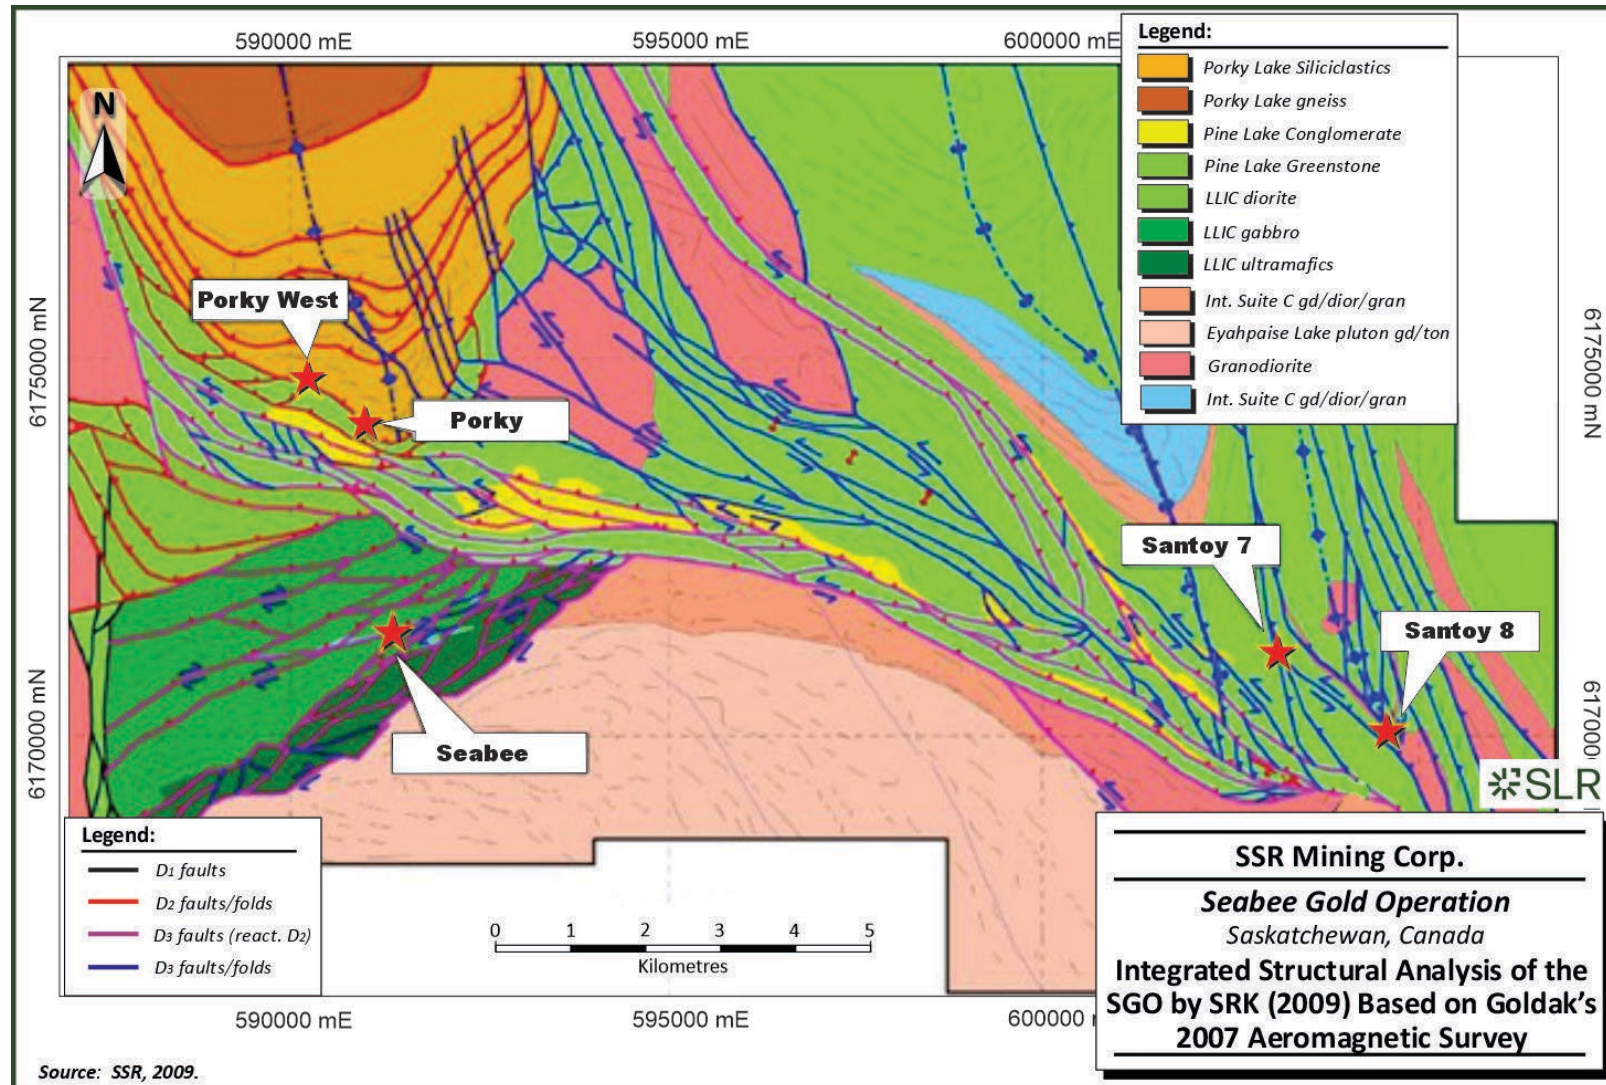 590000 mE
595000 mE
600000 mE
Legend:
Porky Lake Siliciclastics
Porky Lake gneiss
Pine Lake Conglomerate
Pine Lake Greenstone
LLIC diorite
LLIC gabbro
LLIC ultramafics
Int. Suite C gd/dior/gran
Eyahpaise Lake pluton gd/ton
Granodiorite
Int. Suite C gd/dior/gran
N
Porky West
6175000 mN
6175000 mN
Porky
Santoy 7
Santoy 8
Seabee
6170000 mN
617000
SLR
Legend:
D1 faults
D2 faults/folds
D3 faults (react. D2)
D3 faults/folds
0 1 2 3 4 5
Kilometres
SSR Mining Corp.
Seabee Gold Operation
Saskatchewan, Canada
Integrated Structural Analysis of the
SGO by SRK (2009) Based on Goldak's
2007 Aeromagnetic Survey
590000 mE
595000 mE
600000
Source: SSR, 2009.